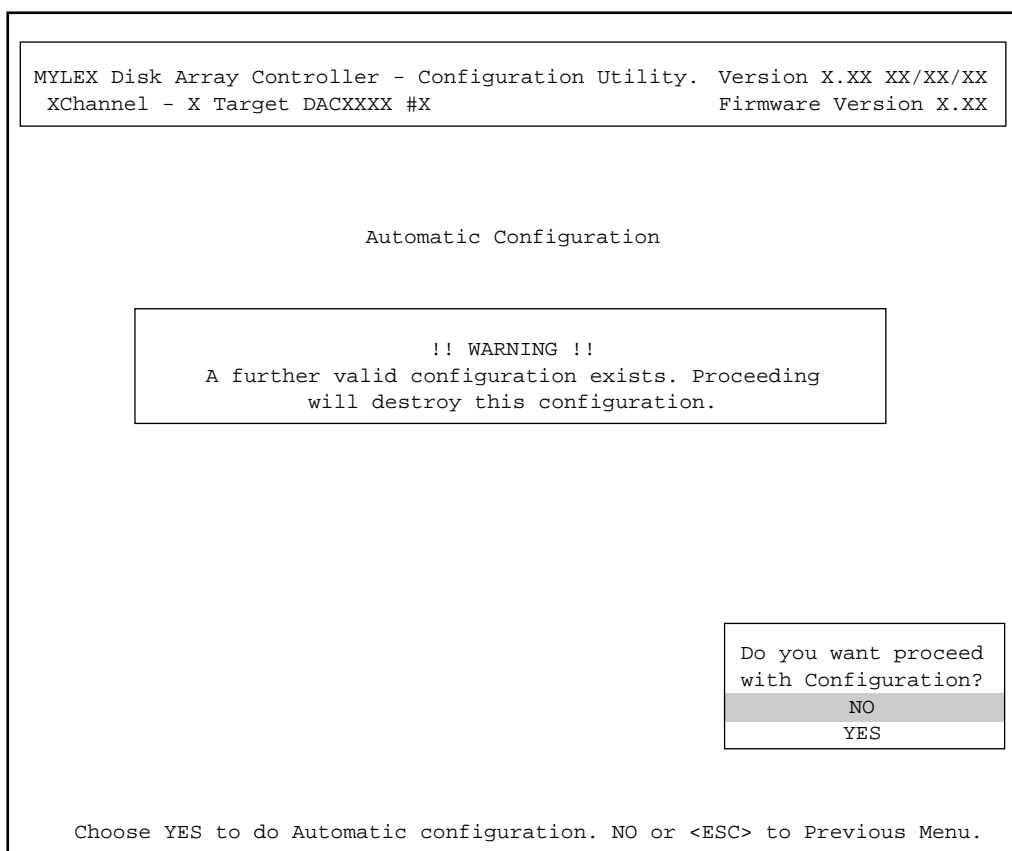 MYLEX Disk Array Controller - Configuration Utility. Version X.XX XX/XX/XX
XChannel - X Target DACXXXX #X Firmware Version X.XX
Automatic Configuration
!! WARNING !!
A further valid configuration exists. Proceeding
will destroy this configuration.
Do you want proceed
with Configuration?
NO
YES
Choose YES to do Automatic configuration. NO or <ESC> to Previous Menu.